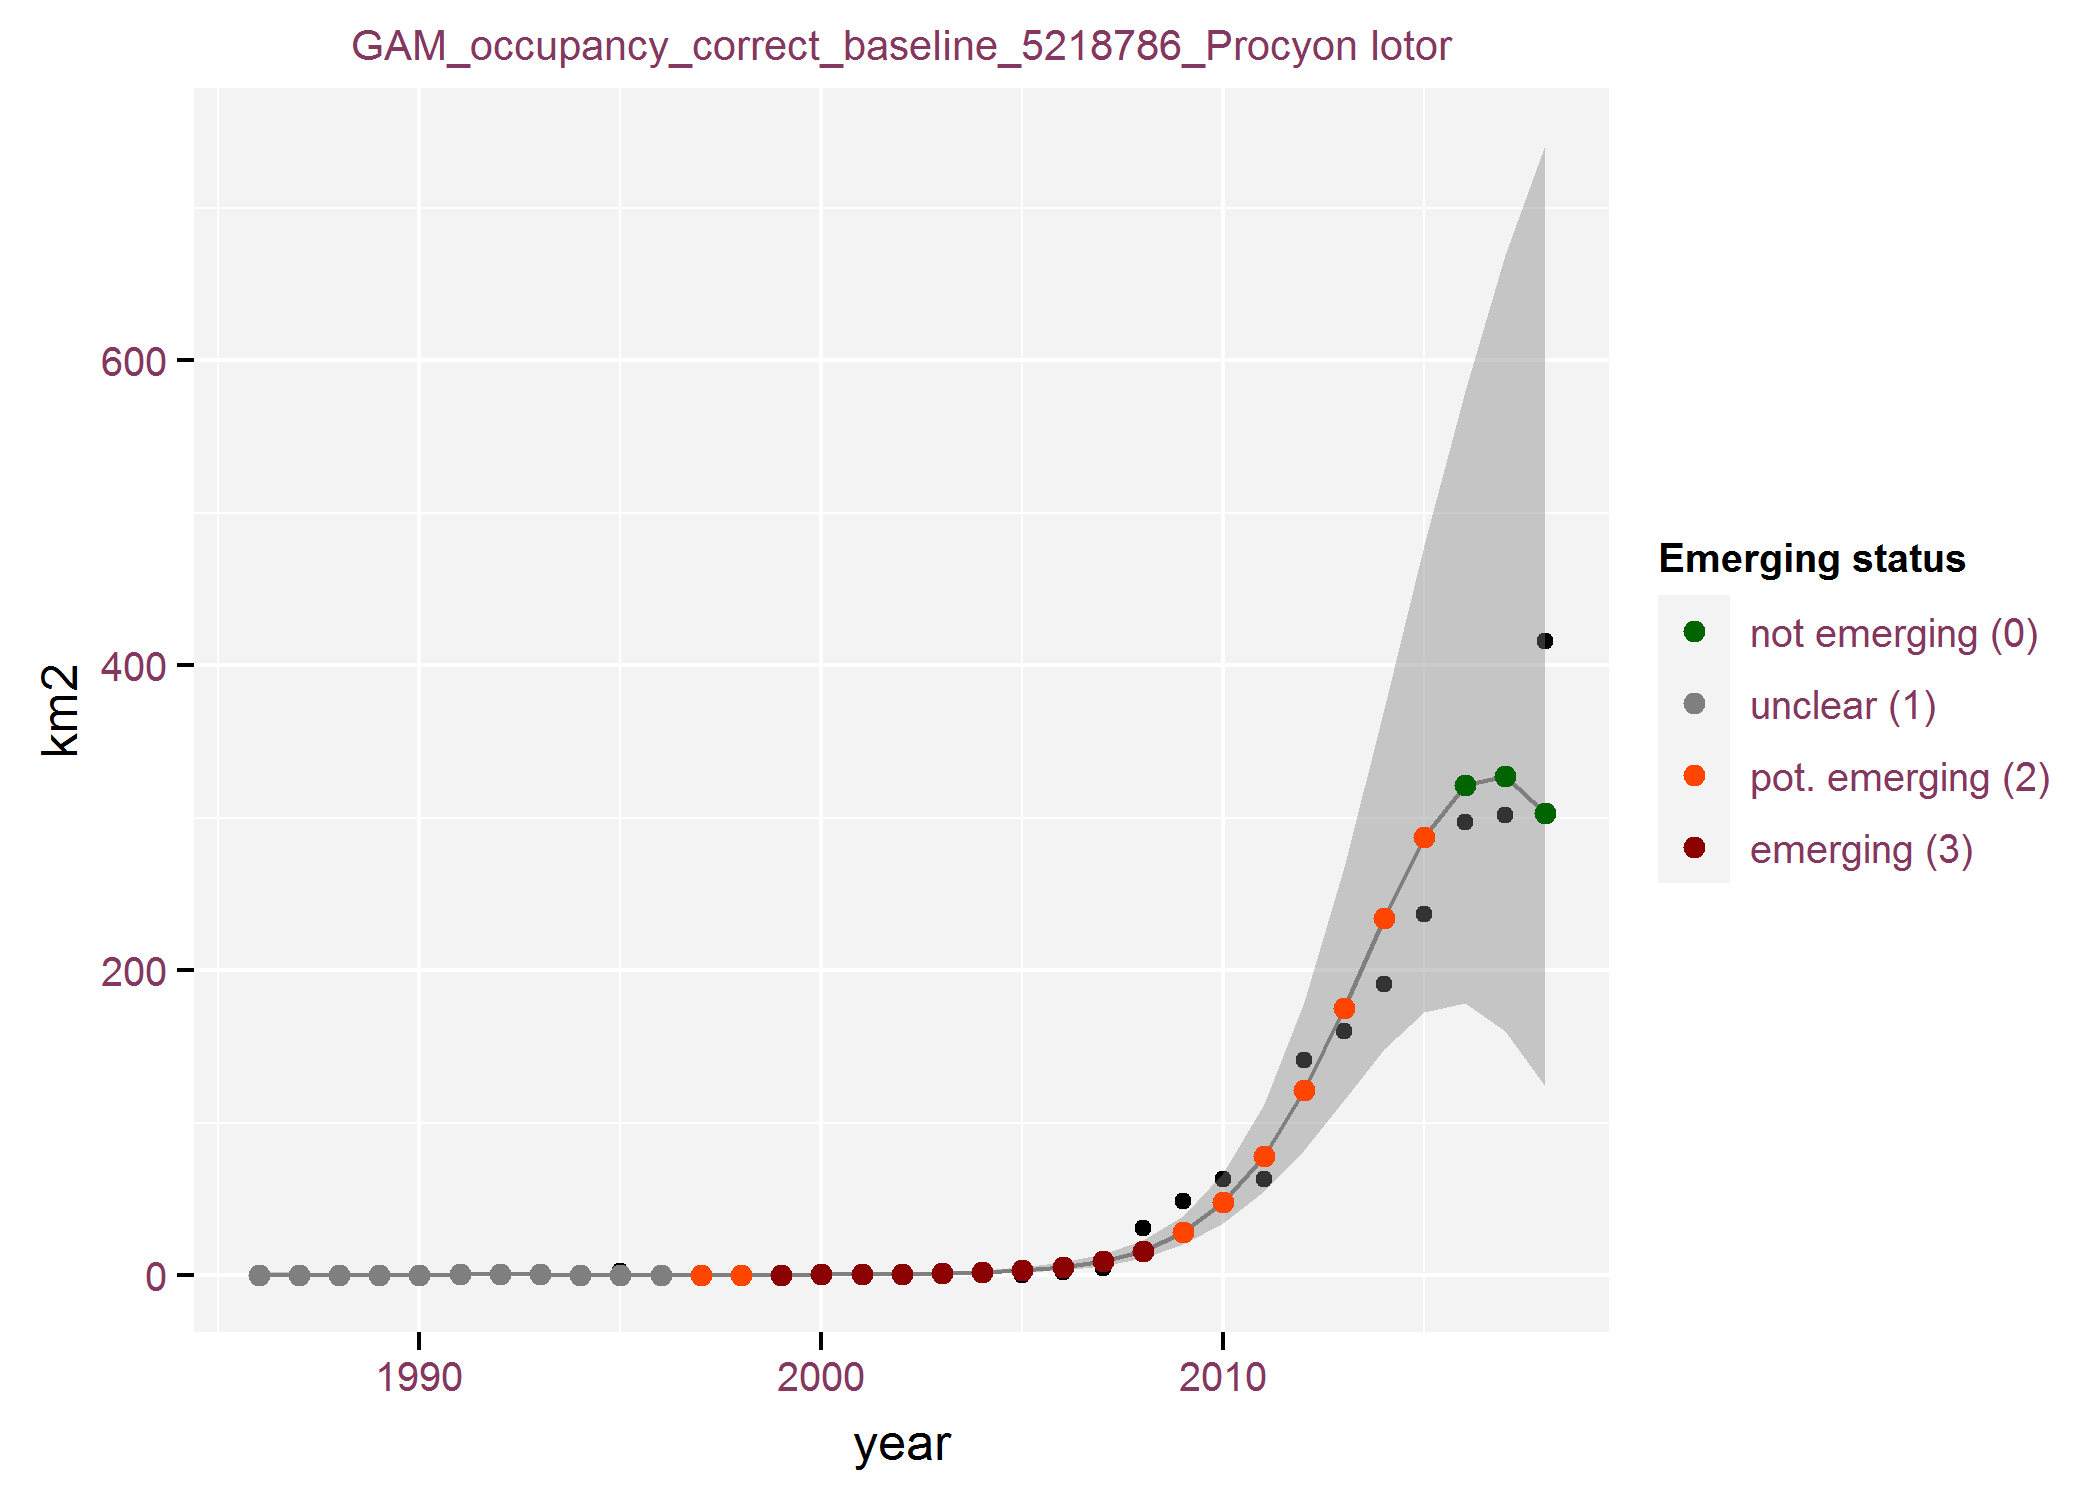 GAM_occupancy_correct_baseline_5218786_Procyon lotor
600
400
200
0
km2
1990 2000 2010
year
Emerging status
not emerging (0)
unclear (1)
pot. emerging (2)
emerging (3)